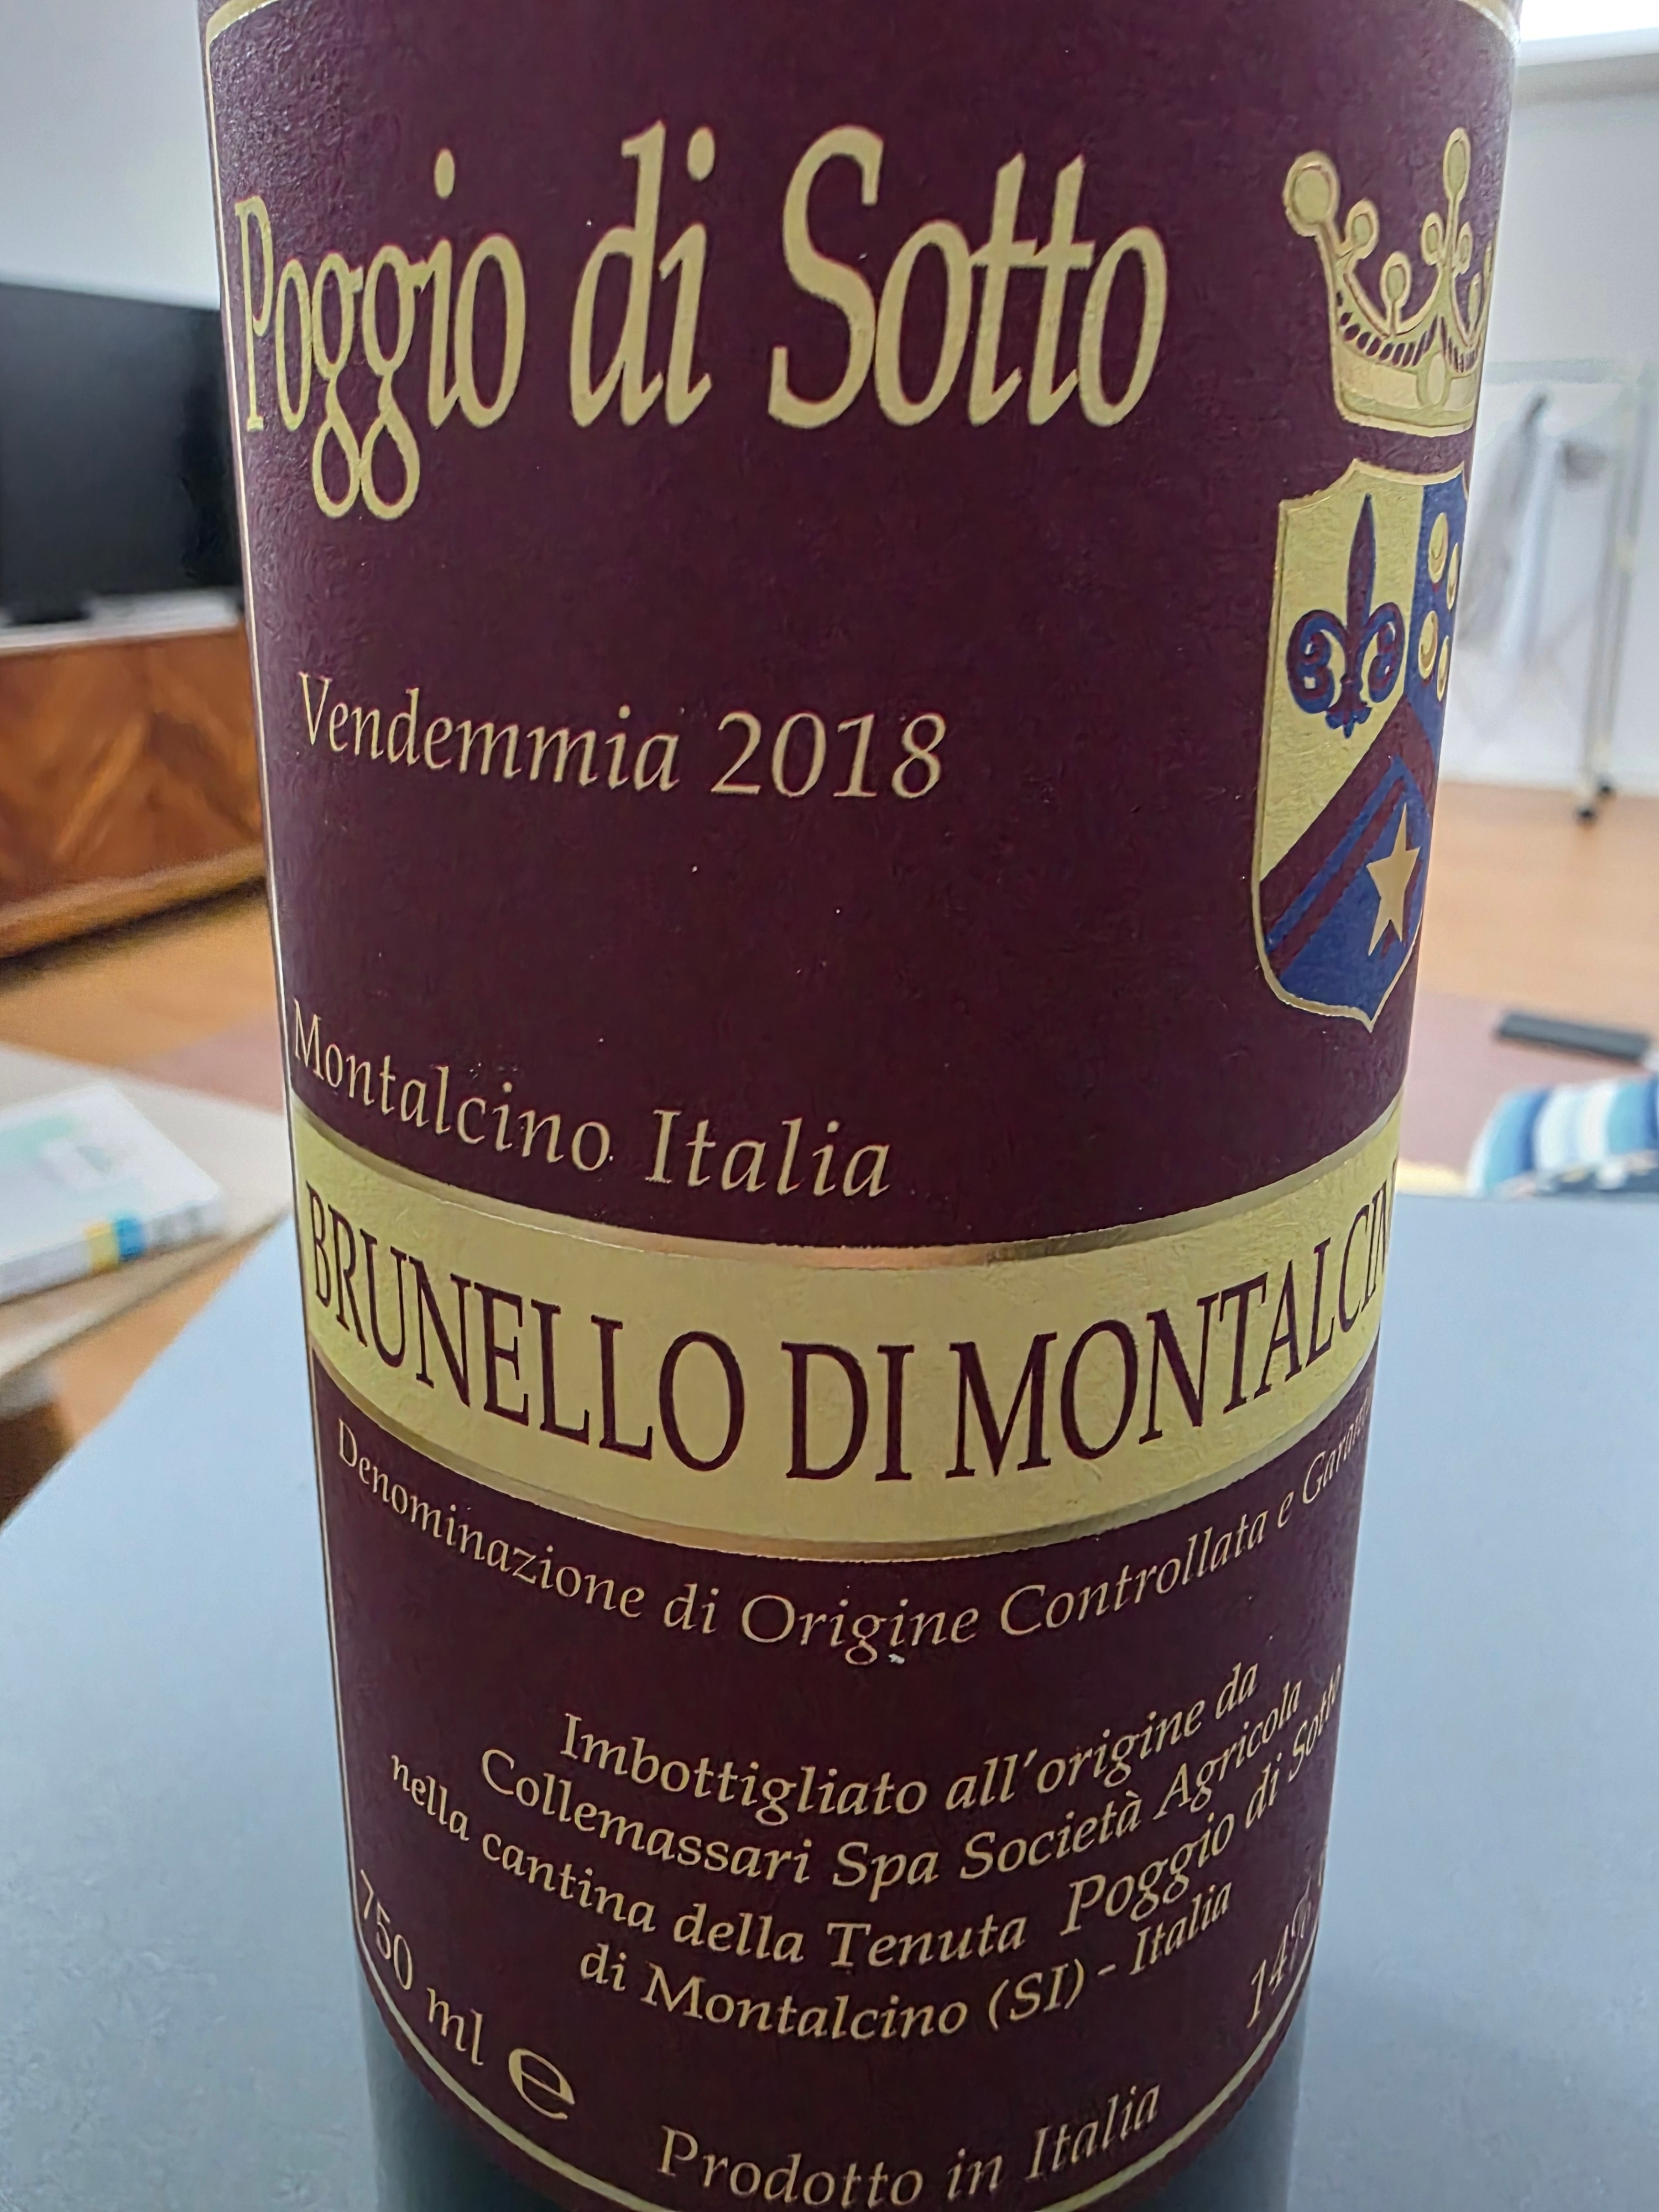 Poggio di Sotto
Vendemmia 2018
Montalcino Italia
BRUNELLO DI MONTALCIN
Denominazione di Origine Controllata e Garan
Imbottigliato all'origine da
Collemassari Spa Società Agricola
nella cantina della Tenuta Poggio di Sotto
di Montalcino (SI) - Italia
750 ml e
14%
Prodotto in Italia